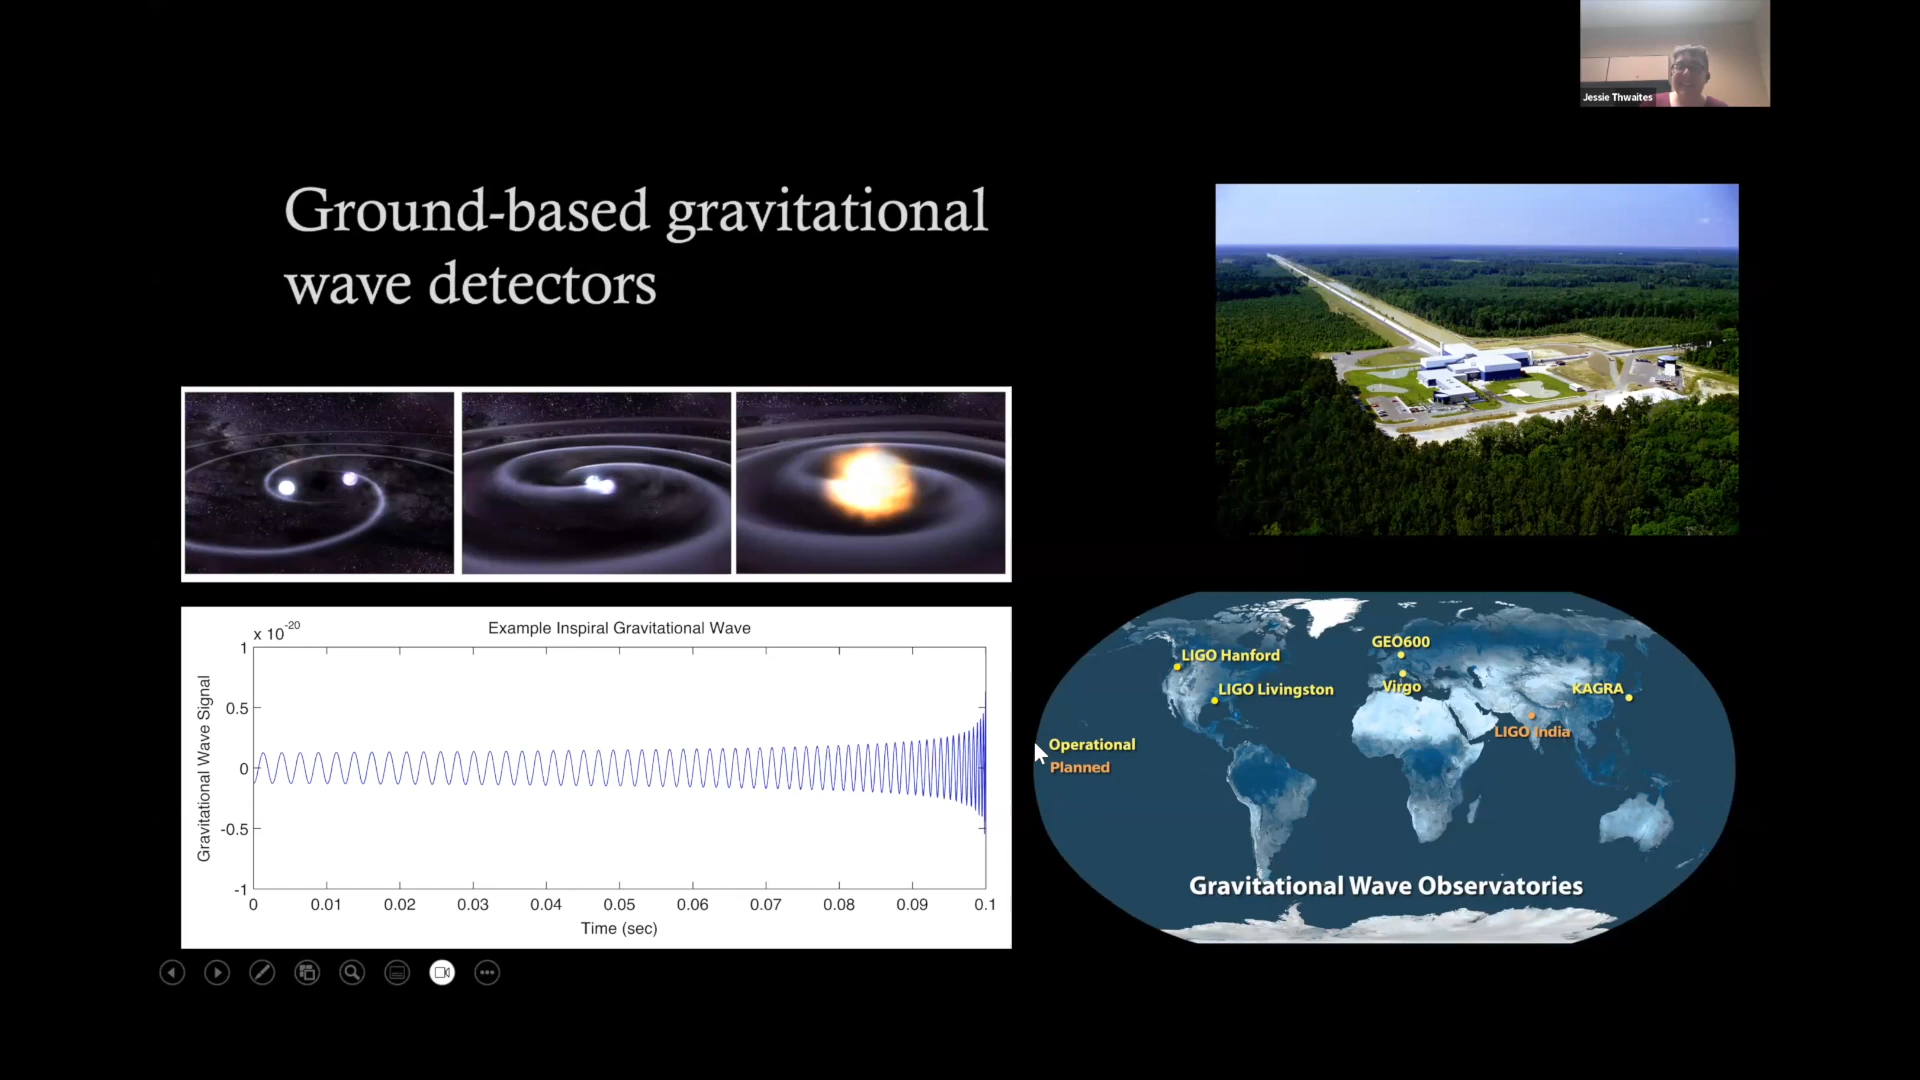 Jessie Thwaites
Ground-based gravitational
wave detectors
x 10-20
Example Inspiral Gravitational Wave
Gravitational Wave Signal
1
0.5
0
-0.5
-1
0 0.01 0.02 0.03 0.04 0.05 0.06 0.07 0.08 0.09 0.1
Time (sec)
GEO600
LIGO Hanford
Virgo
LIGO Livingston
KAGRA
LIGO India
Operational
Planned
Gravitational Wave Observatories